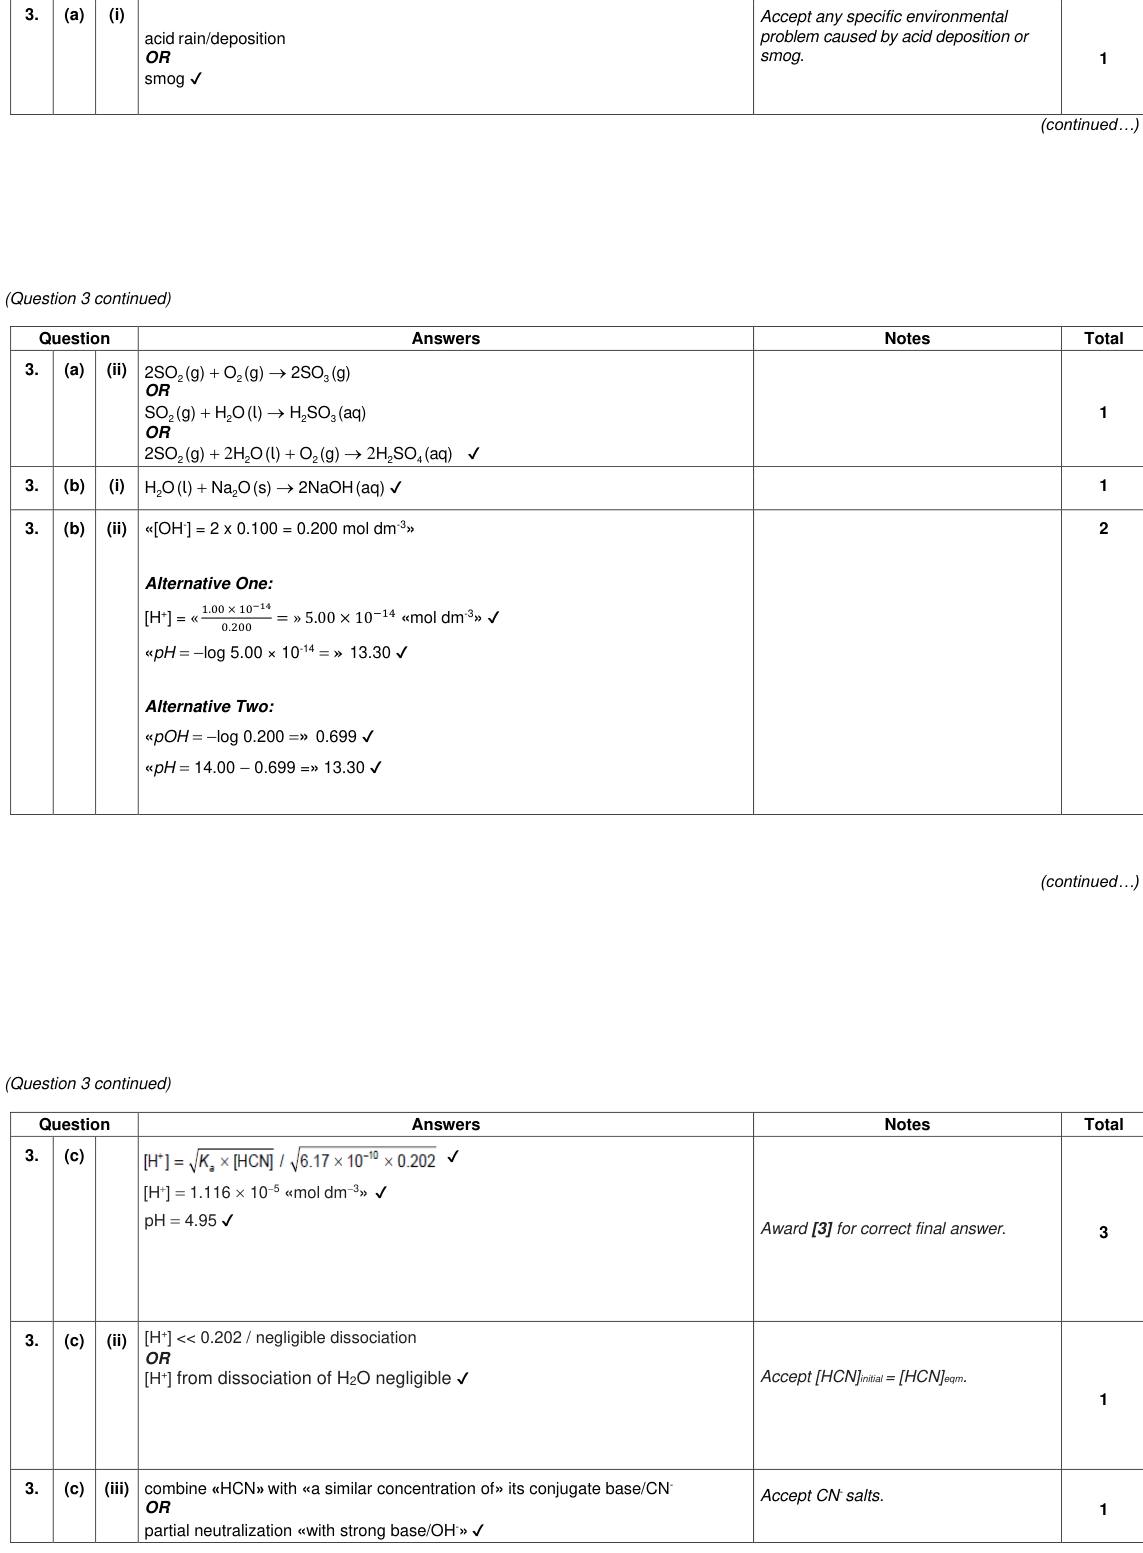 3. (a) (i) Accept any specific environmental
acid rain/deposition problem caused by acid deposition or
OR smog. 1
smog ✓
(continued…)
(Question 3 continued)
Question Answers Notes Total
3. (a) (ii) 2SO₂(g) + O₂(g) → 2SO₃(g)
OR
SO₂(g) + H₂O(l) → H₂SO₃(aq) 1
OR
2SO₂(g) + 2H₂O(l) + O₂(g) → 2H₂SO₄(aq) ✓
3. (b) (i) H₂O(l) + Na₂O(s) → 2NaOH(aq) ✓ 1
3. (b) (ii) «[OH⁻] = 2 x 0.100 = 0.200 mol dm⁻³» 2
Alternative One:
[H⁺] = « 1.00 × 10⁻¹⁴ / 0.200 = » 5.00 × 10⁻¹⁴ «mol dm⁻³» ✓
«pH = −log 5.00 × 10⁻¹⁴ = » 13.30 ✓
Alternative Two:
«pOH = −log 0.200 =» 0.699 ✓
«pH = 14.00 − 0.699 =» 13.30 ✓
(continued…)
(Question 3 continued)
Question Answers Notes Total
3. (c) [H⁺] = √(Kₐ × [HCN]) / √(6.17 × 10⁻¹⁰ × 0.202) ✓
[H⁺] = 1.116 × 10⁻⁵ «mol dm⁻³» ✓
pH = 4.95 ✓
Award [3] for correct final answer. 3
3. (c) (ii) [H⁺] << 0.202 / negligible dissociation
OR
[H⁺] from dissociation of H₂O negligible ✓ Accept [HCN]initial = [HCN]eqm.
1
3. (c) (iii) combine «HCN» with «a similar concentration of» its conjugate base/CN⁻
OR Accept CN⁻ salts. 1
partial neutralization «with strong base/OH⁻» ✓